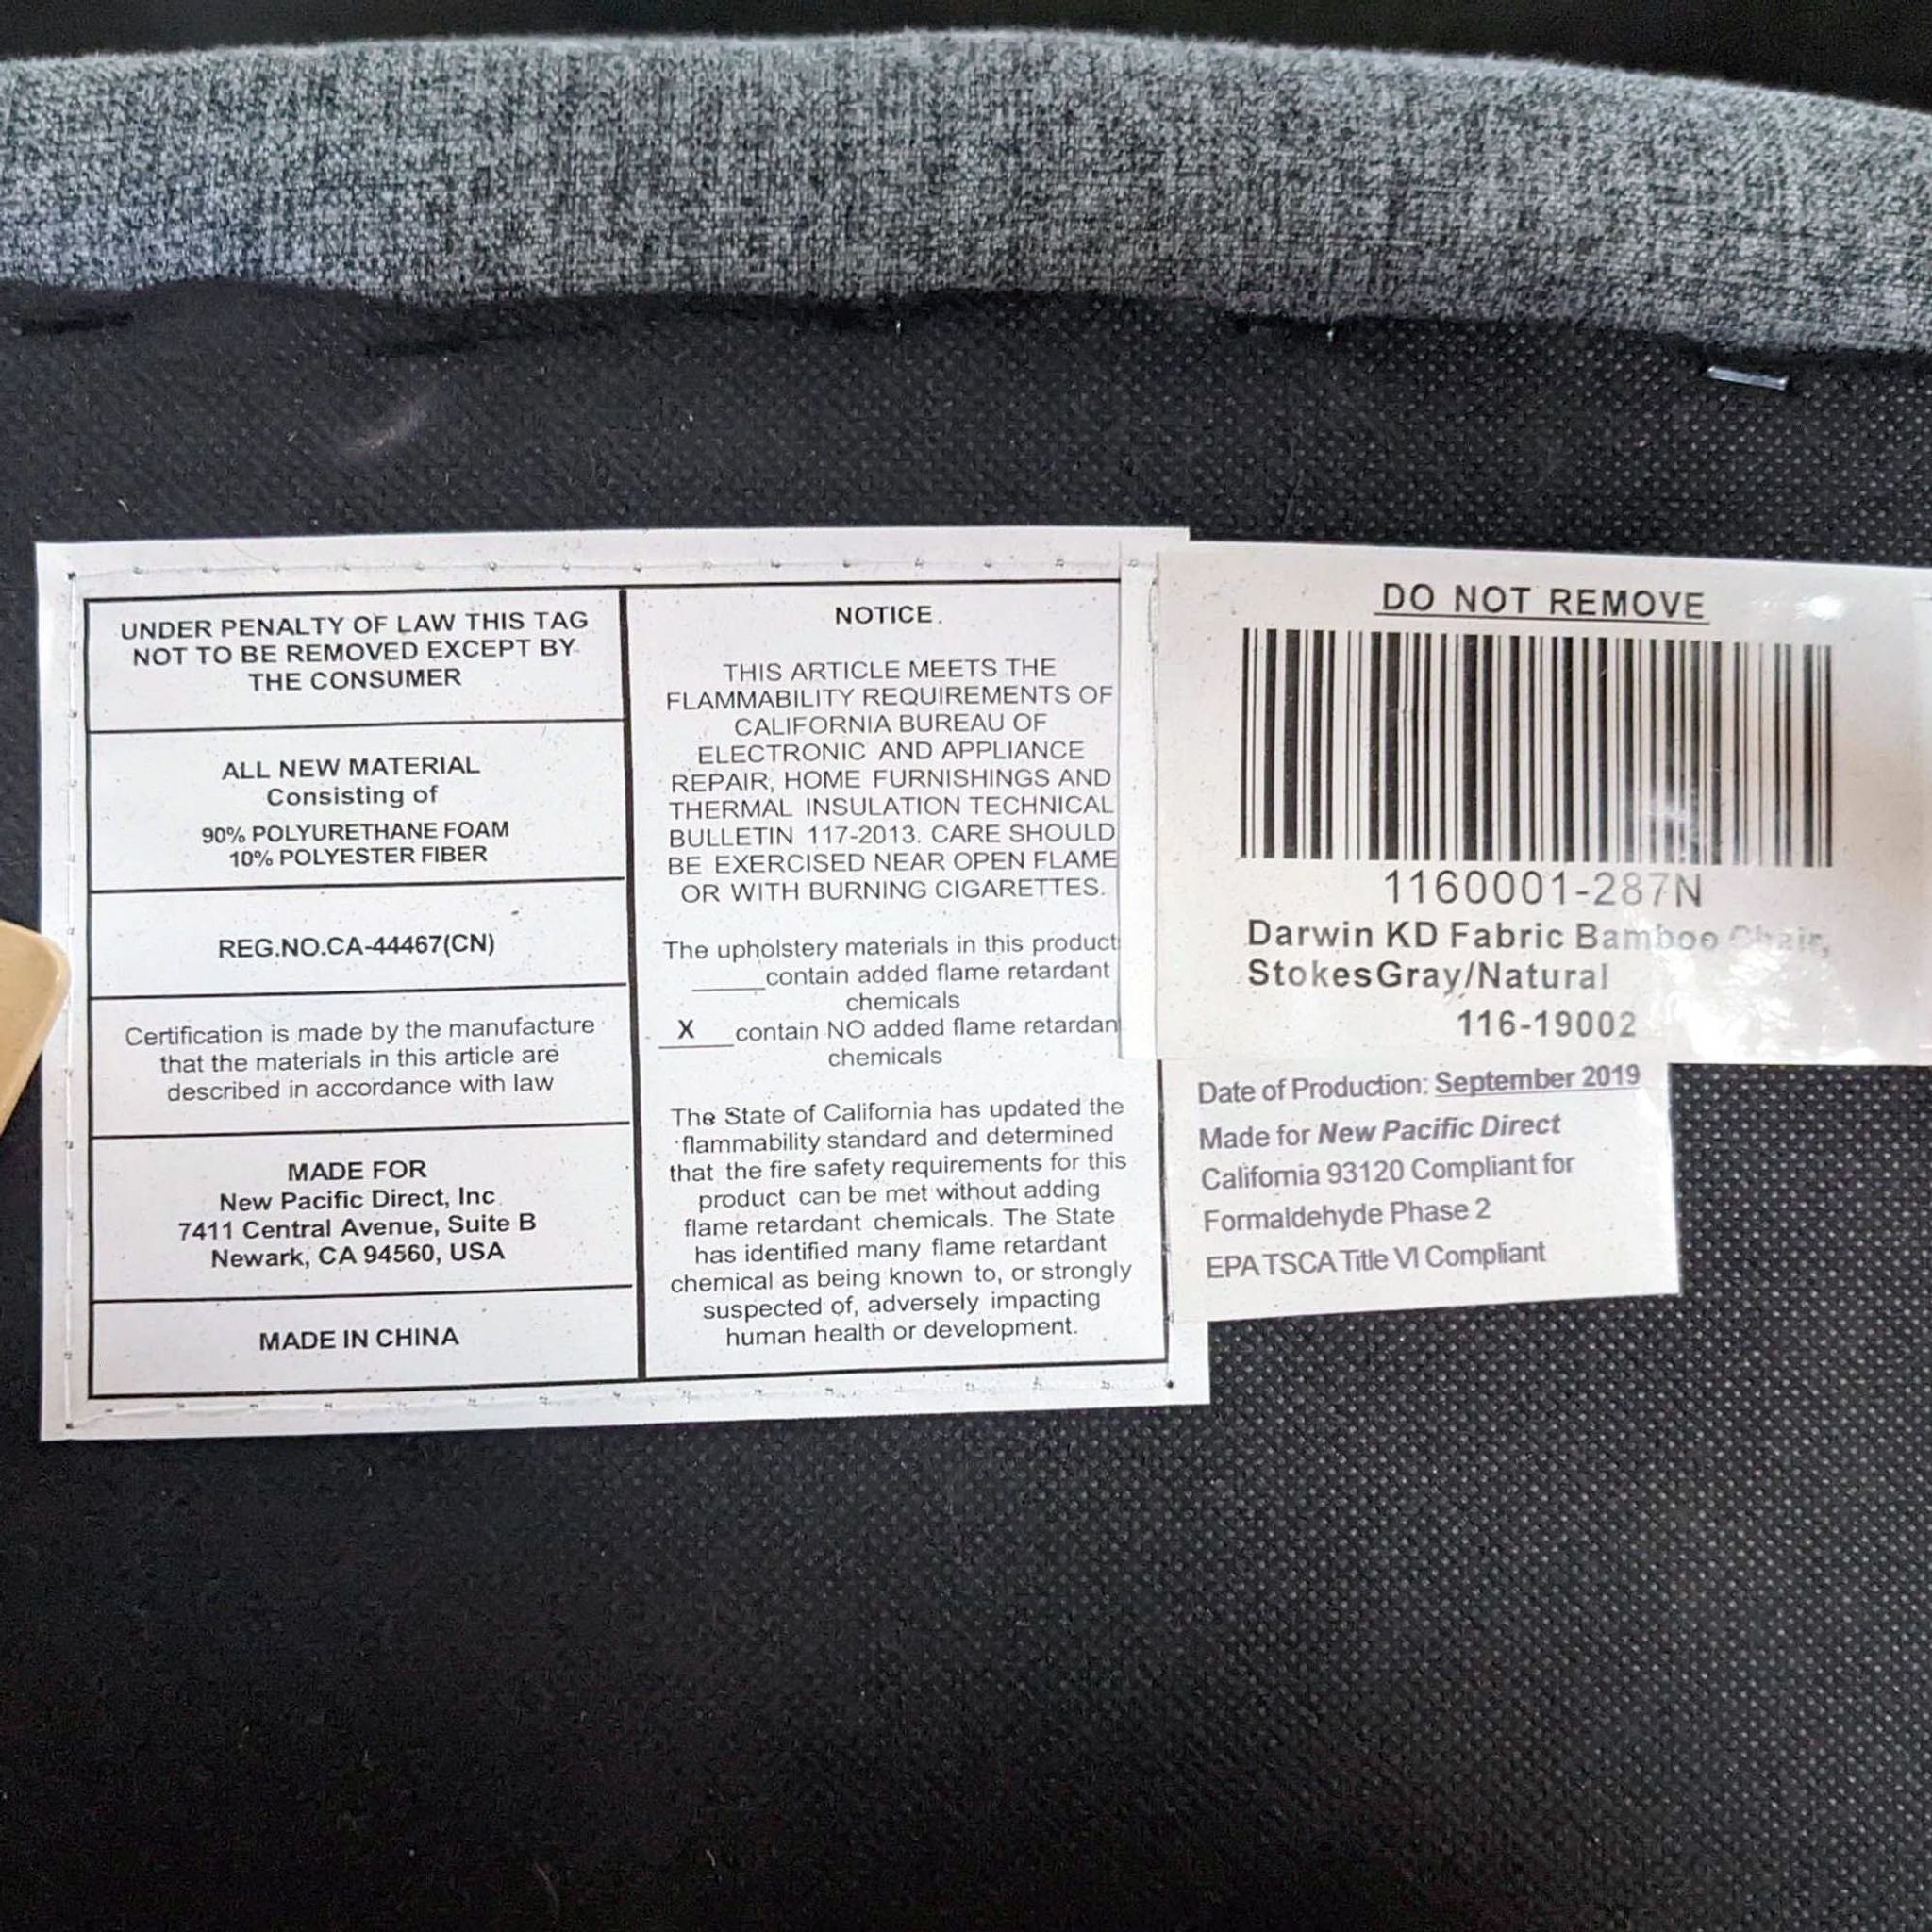 UNDER PENALTY OF LAW THIS TAG
NOT TO BE REMOVED EXCEPT BY
THE CONSUMER
ALL NEW MATERIAL
Consisting of
90% POLYURETHANE FOAM
10% POLYESTER FIBER
REG.NO.CA-44467(CN)
Certification is made by the manufacture
that the materials in this article are
described in accordance with law
MADE FOR
New Pacific Direct, Inc.
7411 Central Avenue, Suite B
Newark, CA 94560, USA
MADE IN CHINA
NOTICE
THIS ARTICLE MEETS THE
FLAMMABILITY REQUIREMENTS OF
CALIFORNIA BUREAU OF
ELECTRONIC AND APPLIANCE
REPAIR, HOME FURNISHINGS AND
THERMAL INSULATION TECHNICAL
BULLETIN 117-2013. CARE SHOULD
BE EXERCISED NEAR OPEN FLAME
OR WITH BURNING CIGARETTES.
The upholstery materials in this product
_____contain added flame retardant
chemicals
X contain NO added flame retardan
chemicals
The State of California has updated the
flammability standard and determined
that the fire safety requirements for this
product can be met without adding
flame retardant chemicals. The State
has identified many flame retardant
chemical as being known to, or strongly
suspected of, adversely impacting
human health or development.
DO NOT REMOVE
1160001-287N
Darwin KD Fabric Bamboo Chair,
StokesGray/Natural
116-19002
Date of Production: September 2019
Made for New Pacific Direct
California 93120 Compliant for
Formaldehyde Phase 2
EPA TSCA Title VI Compliant